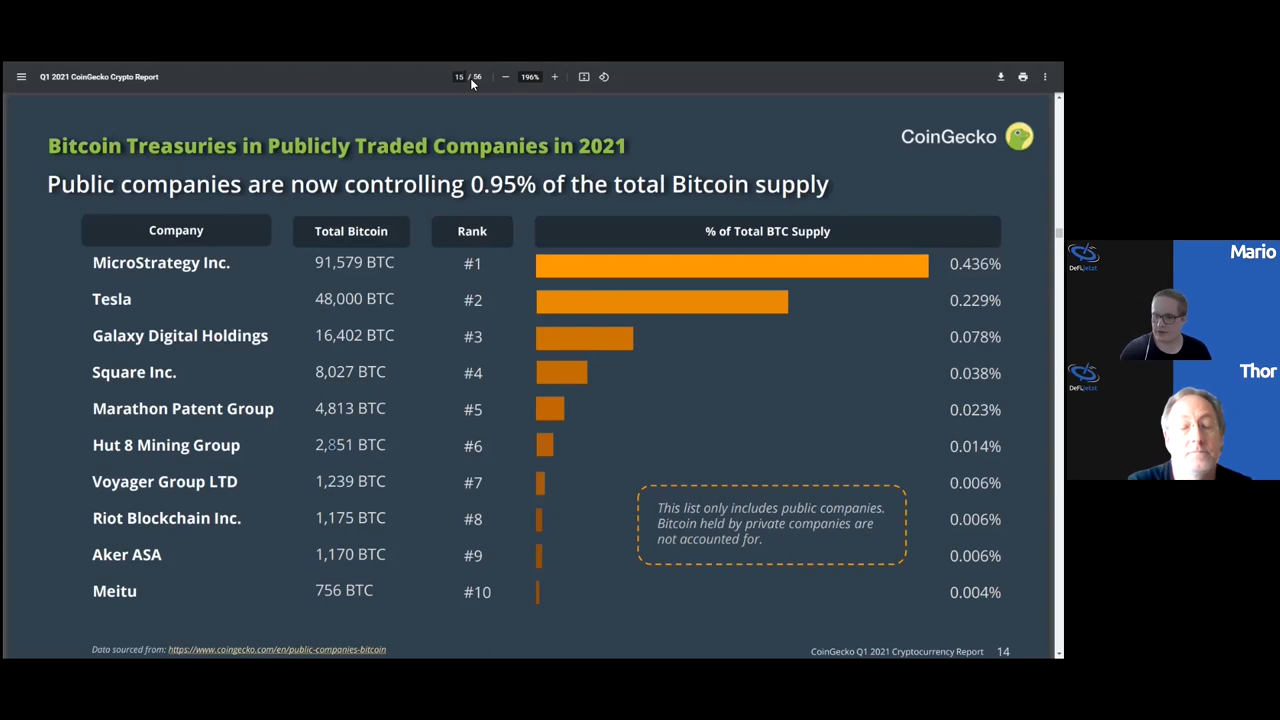 Q1 2021 CoinGecko Crypto Report
15 / 56
196%
Bitcoin Treasuries in Publicly Traded Companies in 2021
CoinGecko
Public companies are now controlling 0.95% of the total Bitcoin supply
Company Total Bitcoin Rank % of Total BTC Supply
MicroStrategy Inc. 91,579 BTC #1 0.436%
Tesla 48,000 BTC #2 0.229%
Galaxy Digital Holdings 16,402 BTC #3 0.078%
Square Inc. 8,027 BTC #4 0.038%
Marathon Patent Group 4,813 BTC #5 0.023%
Hut 8 Mining Group 2,851 BTC #6 0.014%
Voyager Group LTD 1,239 BTC #7 0.006%
Riot Blockchain Inc. 1,175 BTC #8 0.006%
Aker ASA 1,170 BTC #9 0.006%
Meitu 756 BTC #10 0.004%
This list only includes public companies.
Bitcoin held by private companies are
not accounted for.
Data sourced from: https://www.coingecko.com/en/public-companies-bitcoin
CoinGecko Q1 2021 Cryptocurrency Report 14
Mario
DeFi.Jetzt
Thor
DeFi.Jetzt